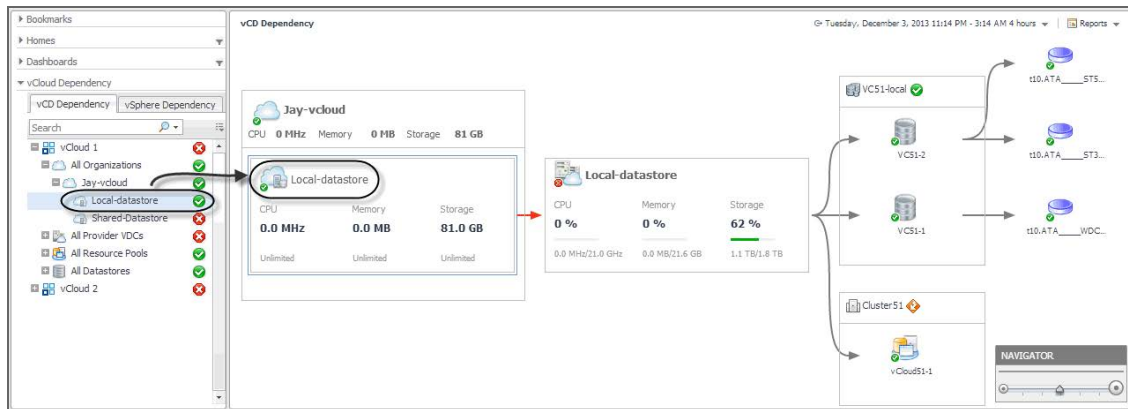 Bookmarks
Homes
Dashboards
vCloud Dependency
vCD Dependency vSphere Dependency
Search
vCloud 1
All Organizations
Jay-vcloud
Local-datastore
Shared-Datastore
All Provider VDCs
All Resource Pools
All Datastores
vCloud 2
vCD Dependency
Tuesday, December 3, 2013 11:14 PM - 3:14 AM 4 hours Reports
Jay-vcloud
CPU 0 MHz Memory 0 MB Storage 81 GB
Local-datastore
CPU Memory Storage
0.0 MHz 0.0 MB 81.0 GB
Unlimited Unlimited Unlimited
Local-datastore
CPU Memory Storage
0 % 0 % 62 %
0.0 MHz/21.0 GHz 0.0 MB/21.6 GB 1.1 TB/1.8 TB
VC51-local
VC51-2
VC51-1
Cluster51
vCloud51-1
t10.ATA_____ST5...
t10.ATA_____ST3...
t10.ATA_____WDC...
NAVIGATOR